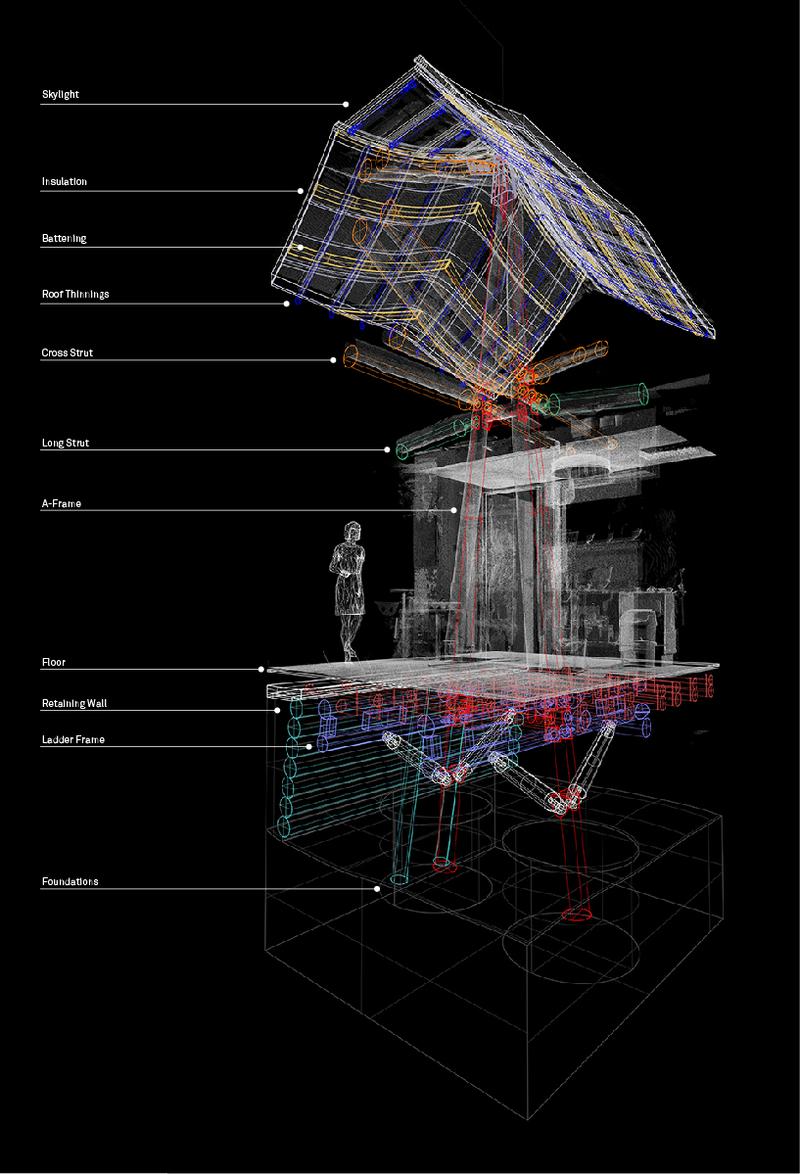 Skylight
Insulation
Battening
Roof Thinnings
Cross Strut
Long Strut
A-Frame
Floor
Retaining Wall
Ladder Frame
Foundations